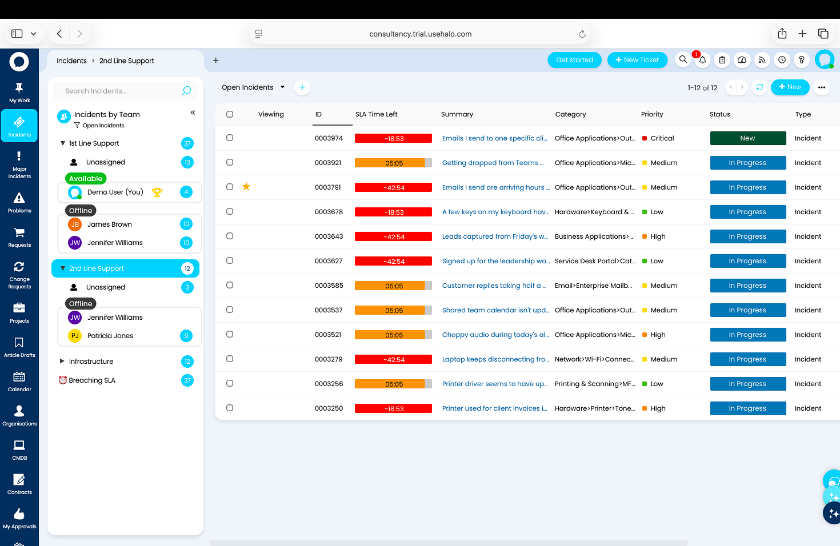 consultancy.trial.usehalo.com
Incidents > 2nd Line Support
Get started
+ New Ticket
1
My Work
Incidents
Major Incidents
Problems
Requests
Change Requests
Projects
Article Drafts
Calendar
Organisations
CMDB
Contracts
My Approvals
Search Incidents...
Incidents by Team
Open Incidents
1st Line Support 37
Unassigned 13
Available
Demo User (You) 4
Offline
JB James Brown
JW Jennifer Williams 10
2nd Line Support 12
Unassigned 3
Offline
JW Jennifer Williams
PJ Patricia Jones 9
Infrastructure 12
Breaching SLA 37
Open Incidents
1-12 of 12
+ New
Viewing ID SLA Time Left Summary Category Priority Status Type
0003974 -18:53 Emails I send to one specific cli... Office Applications>Out... Critical New Incident
0003921 05:05 Getting dropped from Teams ... Office Applications>Mic... Medium In Progress Incident
0003791 -42:54 Emails I send are arriving hours ... Office Applications>Out... Medium In Progress Incident
0003678 -18:53 A few keys on my keyboard hav... Hardware>Keyboard & ... Low In Progress Incident
0003643 -42:54 Leads captured from Friday's w... Business Applications>... High In Progress Incident
0003627 -42:54 Signed up for the leadership wo... Service Desk Portal>Cat... Low In Progress Incident
0003585 05:05 Customer replies taking half a ... Email>Enterprise Mailb... Medium In Progress Incident
0003537 05:05 Shared team calendar isn't upd... Office Applications>Out... Medium In Progress Incident
0003521 05:05 Choppy audio during today's al... Office Applications>Mic... High In Progress Incident
0003279 -42:54 Laptop keeps disconnecting fro... Network>Wi-Fi>Connec... Medium In Progress Incident
0003256 05:05 Printer driver seems to have up... Printing & Scanning>MF... Low In Progress Incident
0003250 -18:53 Printer used for client invoices i... Hardware>Printer>Tone... High In Progress Incident